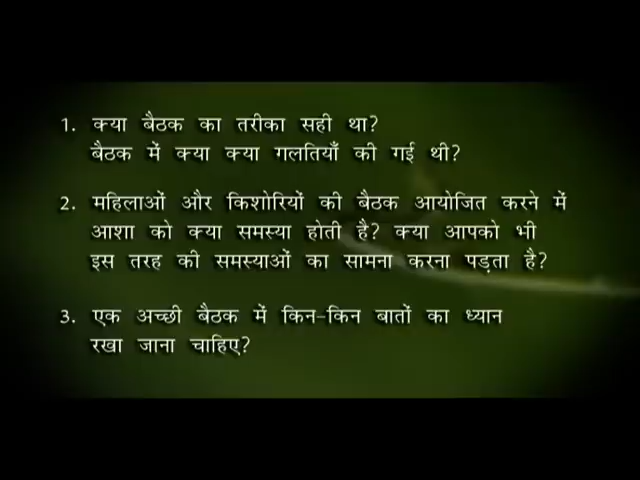 1. क्या बैठक का तरीका सही था?
बैठक में क्या क्या गलतियाँ की गई थी?
2. महिलाओं और किशोरियों की बैठक आयोजित करने में
आशा को क्या समस्या होती है? क्या आपको भी
इस तरह की समस्याओं का सामना करना पड़ता है?
3. एक अच्छी बैठक में किन-किन बातों का ध्यान
रखा जाना चाहिए?